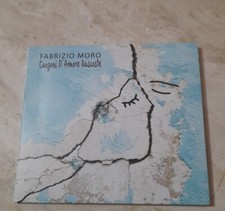 FABRIZIO MORO
Canzoni D'Amore Nascoste